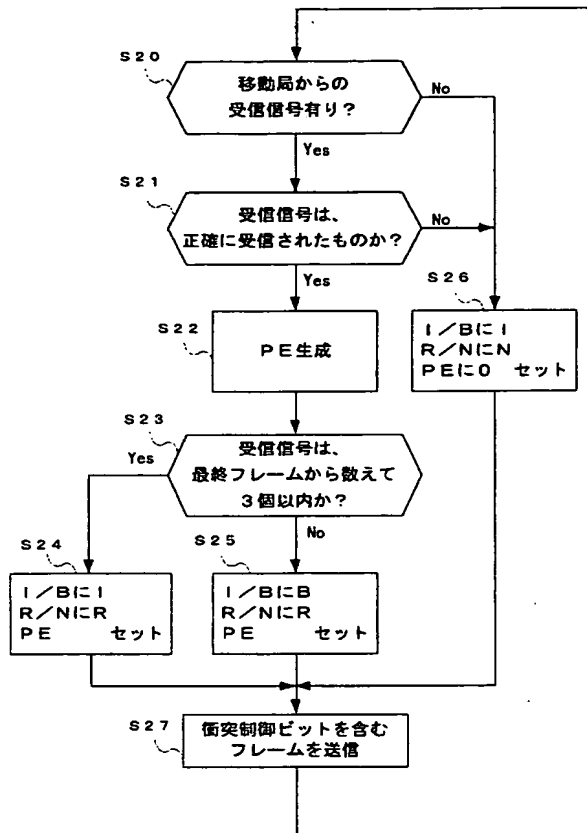 S20
移動局からの
受信信号有り?
No
Yes
S21
受信信号は、
正確に受信されたものか?
No
Yes
S26
I/BにI
R/NにN
PEに0 セット
S22
PE生成
S23
受信信号は、
最終フレームから数えて
3個以内か?
Yes
No
S24
I/BにI
R/NにR
PE セット
S25
I/BにB
R/NにR
PE セット
S27
衝突制御ビットを含む
フレームを送信